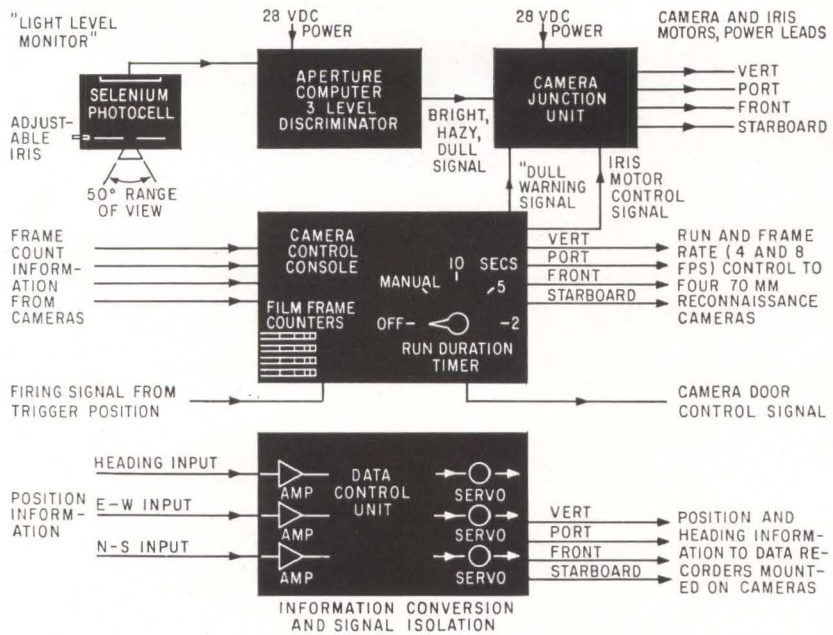 "LIGHT LEVEL
MONITOR"
28 VDC
POWER
28 VDC
POWER
CAMERA AND IRIS
MOTORS, POWER LEADS
SELENIUM
PHOTOCELL
ADJUST-
ABLE
IRIS
50° RANGE
OF VIEW
APERTURE
COMPUTER
3 LEVEL
DISCRIMINATOR
BRIGHT,
HAZY,
DULL
SIGNAL
CAMERA
JUNCTION
UNIT
VERT
PORT
FRONT
STARBOARD
"DULL
WARNING
SIGNAL
IRIS
MOTOR
CONTROL
SIGNAL
FRAME
COUNT
INFORM-
ATION
FROM
CAMERAS
CAMERA
CONTROL
CONSOLE
FILM FRAME
COUNTERS
MANUAL
10
SECS
5
OFF-
-2
RUN DURATION
TIMER
VERT
PORT
FRONT
STARBOARD
RUN AND FRAME
RATE (4 AND 8
FPS) CONTROL TO
FOUR 70 MM
RECONNAISSANCE
CAMERAS
FIRING SIGNAL FROM
TRIGGER POSITION
CAMERA DOOR
CONTROL SIGNAL
POSITION
INFORM-
ATION
HEADING INPUT
E-W INPUT
N-S INPUT
AMP
AMP
AMP
DATA
CONTROL
UNIT
SERVO
SERVO
SERVO
VERT
PORT
FRONT
STARBOARD
POSITION AND
HEADING INFORM-
ATION TO DATA RE-
CORDERS MOUNT-
ED ON CAMERAS
INFORMATION CONVERSION
AND SIGNAL ISOLATION